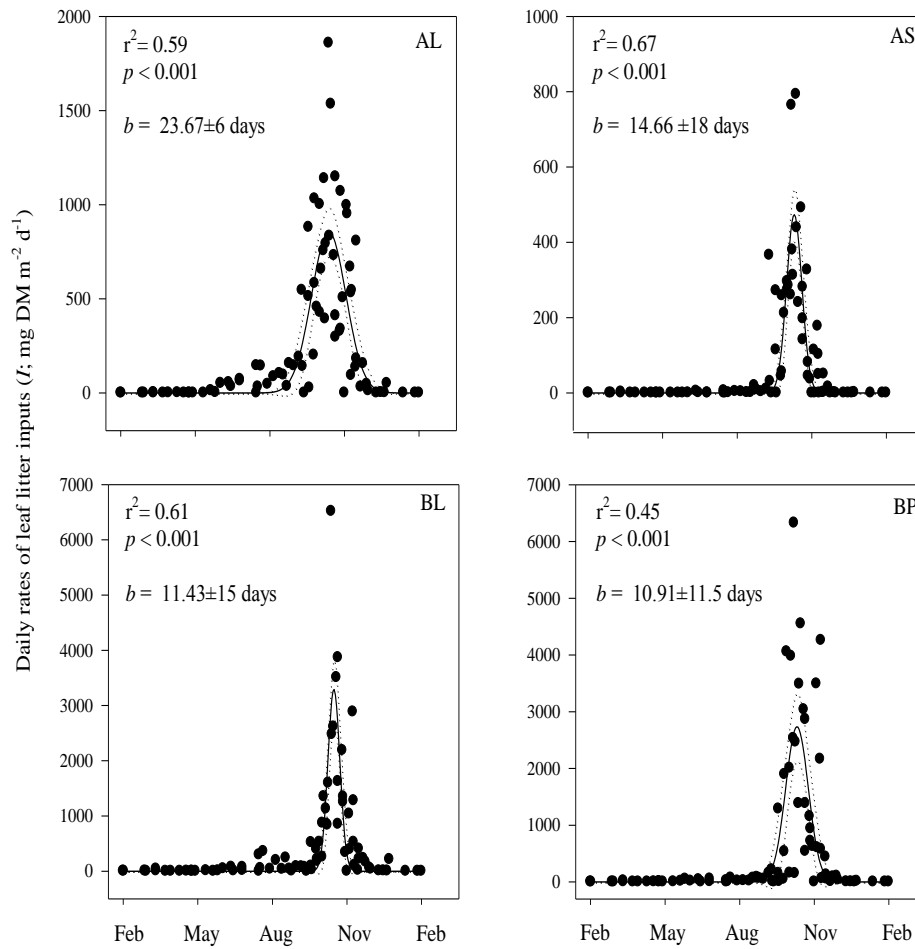 Daily rates of leaf litter inputs (I; mg DM m⁻² d⁻¹)
AL
r²= 0.59
p < 0.001
b = 23.67±6 days
2000
1500
1000
500
0
AS
r²= 0.67
p < 0.001
b = 14.66 ±18 days
1000
800
600
400
200
0
BL
r²= 0.61
p < 0.001
b = 11.43±15 days
7000
6000
5000
4000
3000
2000
1000
0
Feb May Aug Nov Feb
BP
r²= 0.45
p < 0.001
b = 10.91±11.5 days
7000
6000
5000
4000
3000
2000
1000
0
Feb May Aug Nov Feb